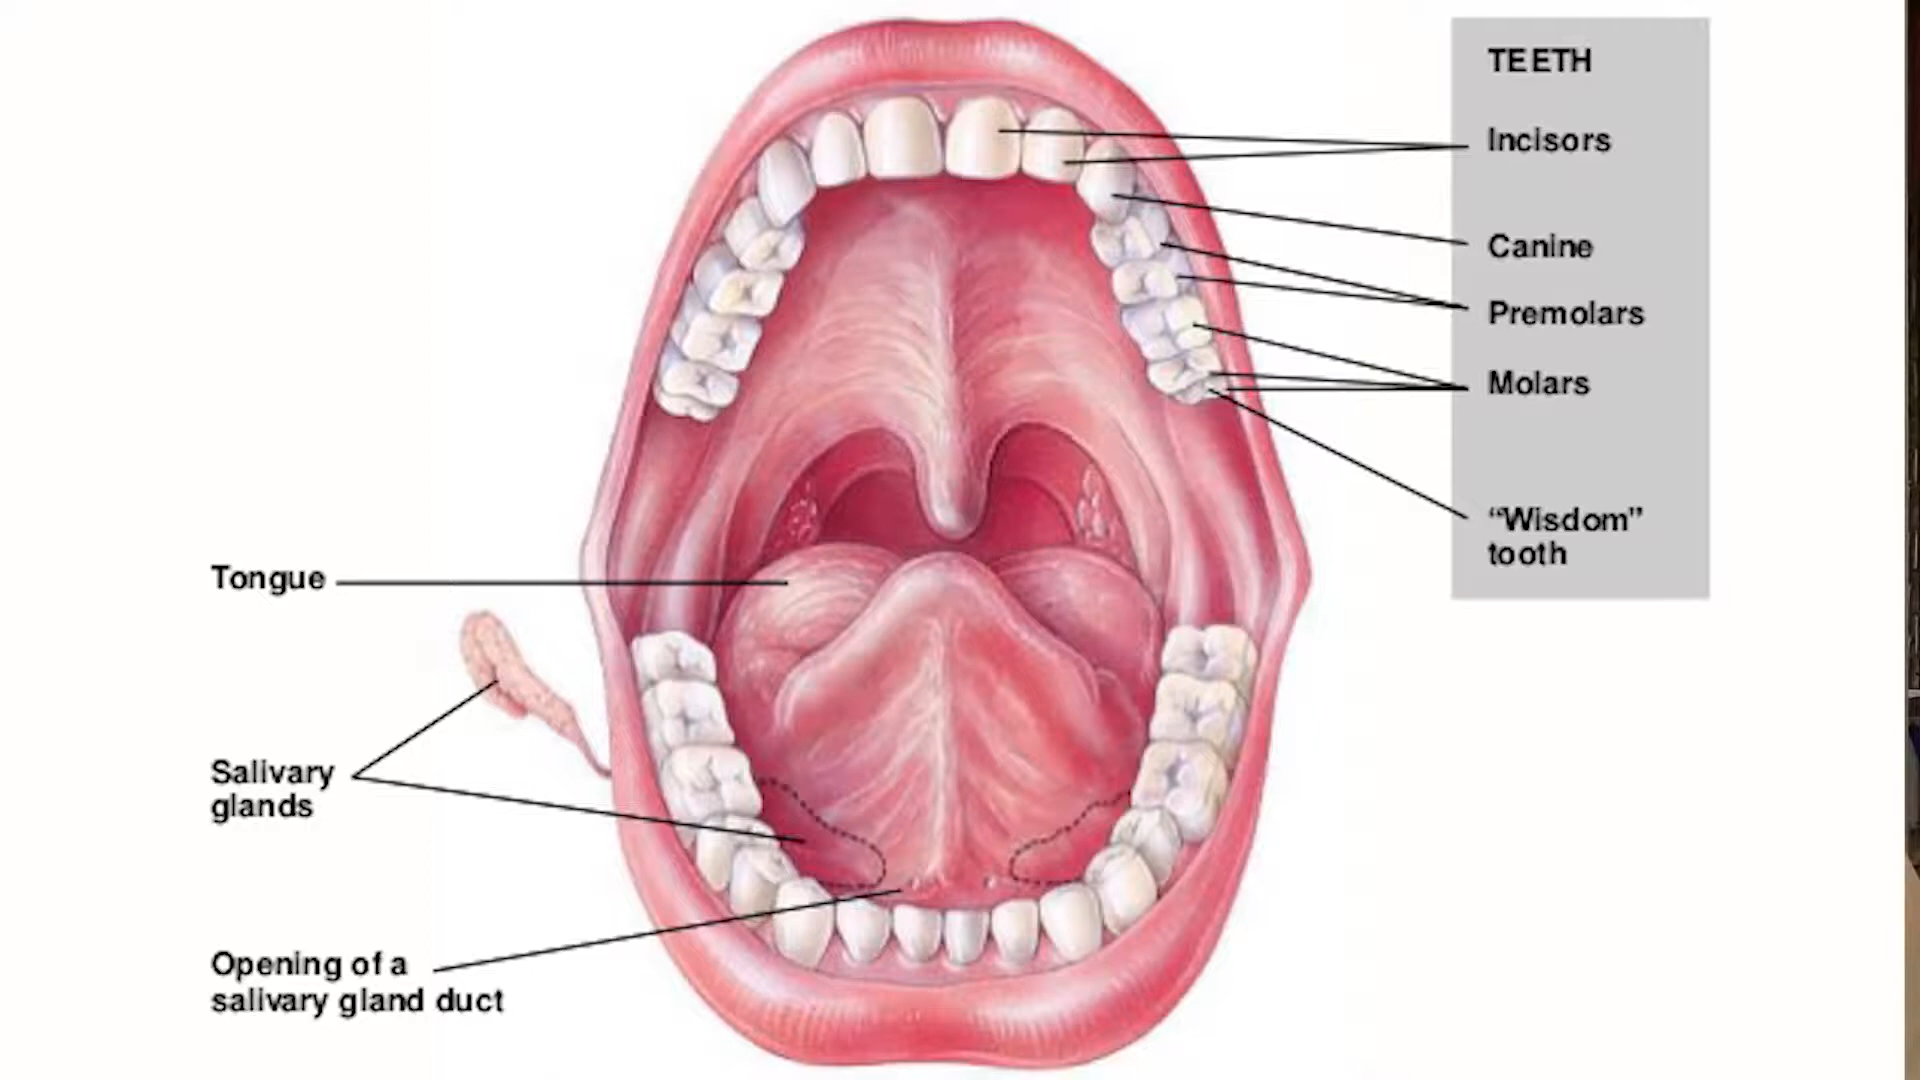 TEETH
Incisors
Canine
Premolars
Molars
“Wisdom”
tooth
Tongue
Salivary
glands
Opening of a
salivary gland duct